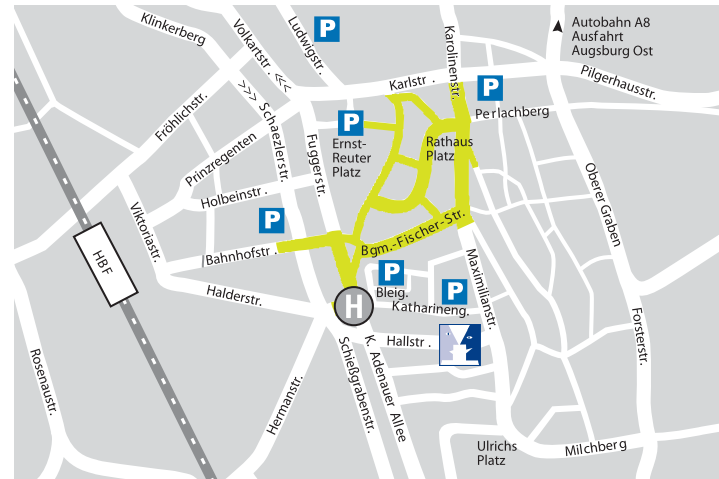 Klinkerberg
Volkartstr.
Ludwigstr.
P
Karolinenstr.
Autobahn A8
Ausfahrt
Augsburg Ost
Karlstr.
P
Pilgerhausstr.
Perlachberg
Fröhlichstr.
Schaezlerstr.
>>>
<<<
Prinzregenten
Fuggerstr.
P
Ernst-
Reuter
Platz
Rathaus
Platz
Viktoriastr.
Holbeinstr.
P
Oberer Graben
Bahnhofstr.
Bgm.-Fischer-Str.
HBF
P
Bleig.
P
Katharineng.
Maximilianstr.
Halderstr.
H
Hallstr.
Forsterstr.
Rosenaustr.
Hermanstr.
Schießgrabenstr.
K. Adenauer Allee
Ulrichs
Platz
Milchberg